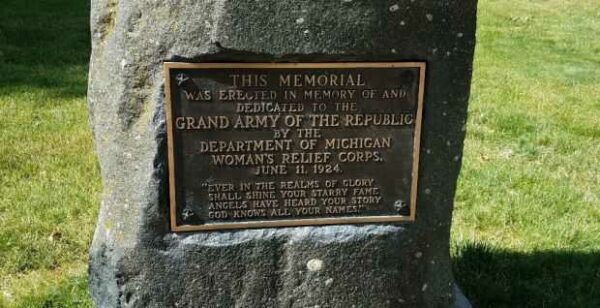 THIS MEMORIAL
WAS ERECTED IN MEMORY OF AND
DEDICATED TO THE
GRAND ARMY OF THE REPUBLIC
BY THE
DEPARTMENT OF MICHIGAN
WOMAN'S RELIEF CORPS.
JUNE 11, 1924.
"EVER IN THE REALMS OF GLORY
SHALL SHINE YOUR STARRY FAME
ANGELS HAVE HEARD YOUR STORY
GOD KNOWS ALL YOUR NAMES."